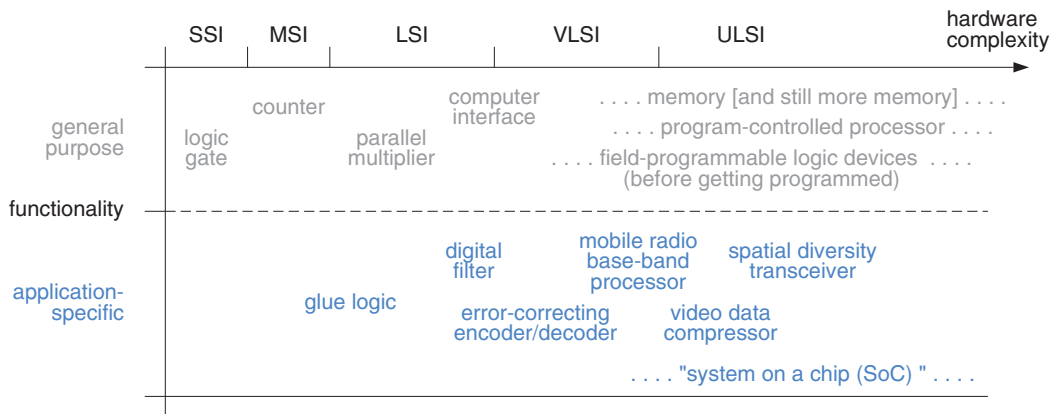 SSI MSI LSI VLSI ULSI
hardware
complexity
general
purpose
logic
gate
counter
parallel
multiplier
computer
interface
. . . . memory [and still more memory] . . . .
. . . . program-controlled processor . . . .
. . . . field-programmable logic devices . . . .
(before getting programmed)
functionality
application-
specific
glue logic
digital
filter
error-correcting
encoder/decoder
mobile radio
base-band
processor
video data
compressor
spatial diversity
transceiver
. . . . "system on a chip (SoC) " . . . .